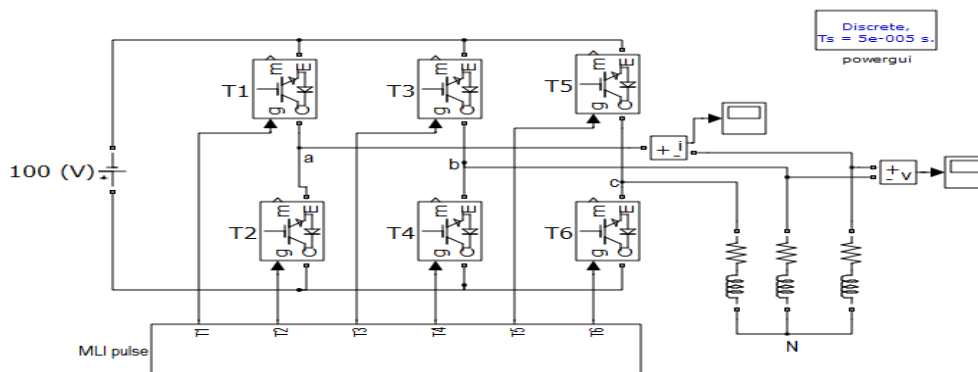 Discrete,
Ts = 5e-005 s.
powergui
m E
T1
g C
m E
T3
g C
m E
T5
g C
+ i
-
a
b
c
100 (V)
+
+ v
-
m E
T2
g C
m E
T4
g C
m E
T6
g C
T1
T2
T3
T4
T5
T6
MLI pulse
N